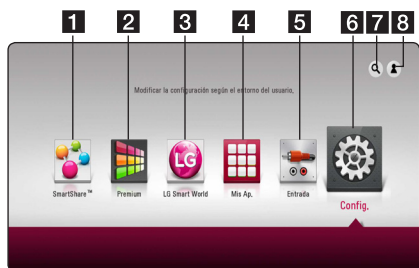 1 2 3 4 5 6 7 8
Modificar la configuración según el entorno del usuario.
LG
SmartShare™ Premium LG Smart World Mis Ap. Entrada Config.